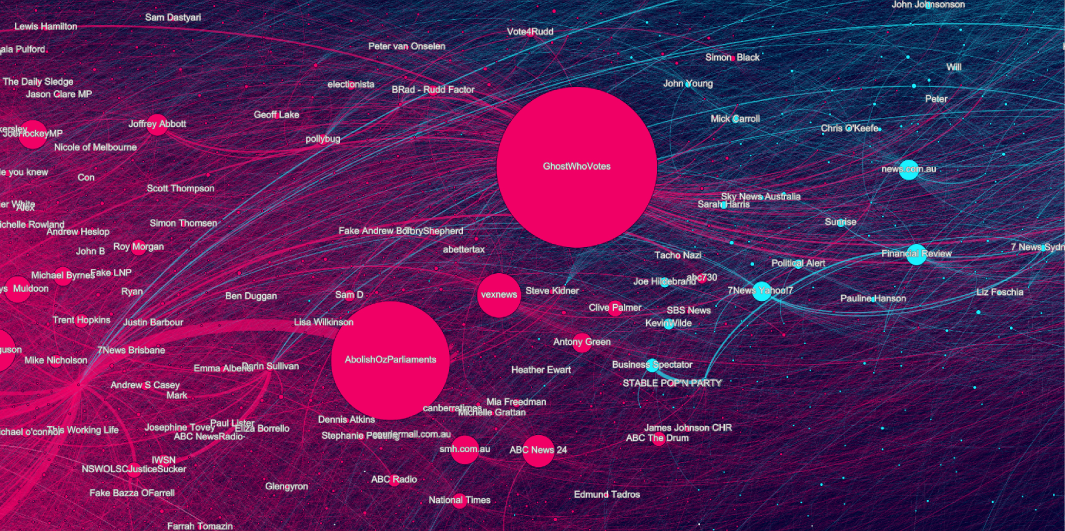 John Johnsonson
Sam Dastyari
Lewis Hamilton
Vote4Rudd
Peter van Onselen
ala Pulford
Simon Black
Will
The Daily Sledge
electionista
John Young
BRad - Rudd Factor
Jason Clare MP
Peter
Geoff Lake
Mick Carroll
Joffrey Abbott
Chris O'Keefe
JoeHockeyMP
pollybug
Nicole of Melbourne
GhostWhoVotes
news.com.au
le you knew
Con
Scott Thompson
Sky News Australia
er White
Alex
Sarah Harris
ichelle Rowland
Simon Thomsen
Sunrise
Andrew Heslop
Fake Andrew Bolt
roryShepherd
Roy Morgan
7 News Sydn
John B
abettertax
Financial Review
Tacho Nazi
Political Alert
Fake LNP
Michael Byrnes
abc730
Joe Hildebrand
ys Muldoon
Ryan
Steve Kidner
7News Yahoo!7
Liz Feschia
Ben Duggan
Sam D
vexnews
Pauline Hanson
Clive Palmer
SBS News
Trent Hopkins
Justin Barbour
Lisa Wilkinson
Kevin Wilde
Antony Green
7News Brisbane
guson
Mike Nicholson
AbolishOzParliaments
Emma Alberici
Darin Sullivan
Heather Ewart
Business Spectator
Andrew S Casey
STABLE POP'N PARTY
Mark
Mia Freedman
canberratimes
Michelle Grattan
Dennis Atkins
Paul Lister
Josephine Tovey
Eliza Borrello
James Johnson CHR
ichael o'connor
This Working Life
ABC NewsRadio
couriermail.com.au
ABC The Drum
smh.com.au
ABC News 24
IWSN
NSWOLSCJusticeSucker
ABC Radio
Glengyron
Fake Bazza OFarrell
Edmund Tadros
National Times
Farrah Tomazin